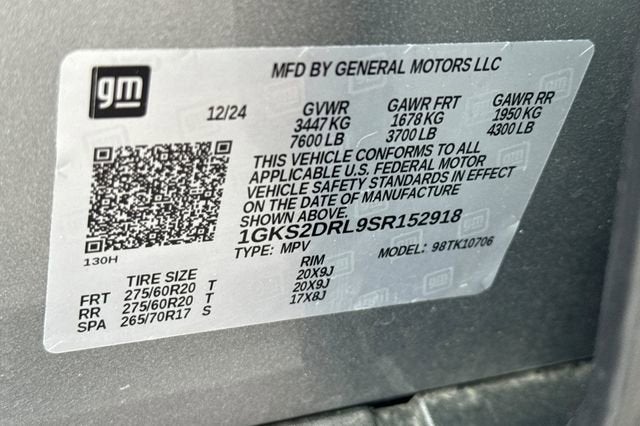 gm
MFD BY GENERAL MOTORS LLC
12/24 GVWR GAWR FRT GAWR RR
3447 KG 1678 KG 1950 KG
7600 LB 3700 LB 4300 LB
THIS VEHICLE CONFORMS TO ALL
APPLICABLE U.S. FEDERAL MOTOR
VEHICLE SAFETY STANDARDS IN EFFECT
ON THE DATE OF MANUFACTURE
SHOWN ABOVE.
1GKS2DRL9SR152918
TYPE: MPV MODEL: 98TK10706
130H
TIRE SIZE RIM
FRT 275/60R20 T 20X9J
RR 275/60R20 T 20X9J
SPA 265/70R17 S 17X8J